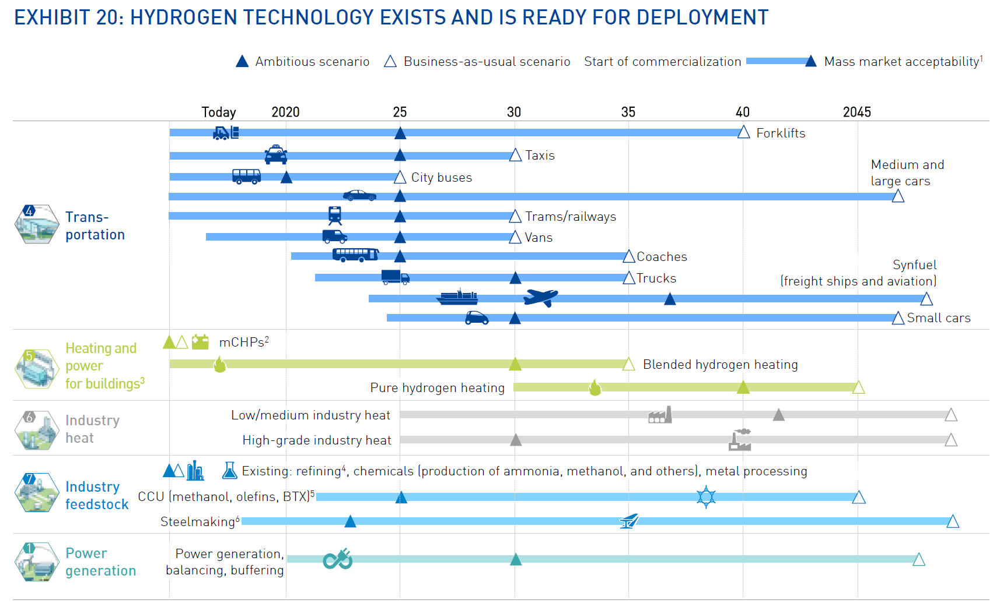 EXHIBIT 20: HYDROGEN TECHNOLOGY EXISTS AND IS READY FOR DEPLOYMENT
Ambitious scenario Business-as-usual scenario Start of commercialization Mass market acceptability¹
Today 2020 25 30 35 40 2045
Forklifts
Taxis
Medium and
large cars
City buses
4
Trans-
portation
Trams/railways
Vans
Coaches
Synfuel
(freight ships and aviation)
Trucks
Small cars
5
Heating and
power
for buildings³
mCHPs²
Blended hydrogen heating
Pure hydrogen heating
6
Industry
heat
Low/medium industry heat
High-grade industry heat
7
Industry
feedstock
Existing: refining⁴, chemicals (production of ammonia, methanol, and others), metal processing
CCU (methanol, olefins, BTX)⁵
Steelmaking⁶
1
Power
generation
Power generation,
balancing, buffering